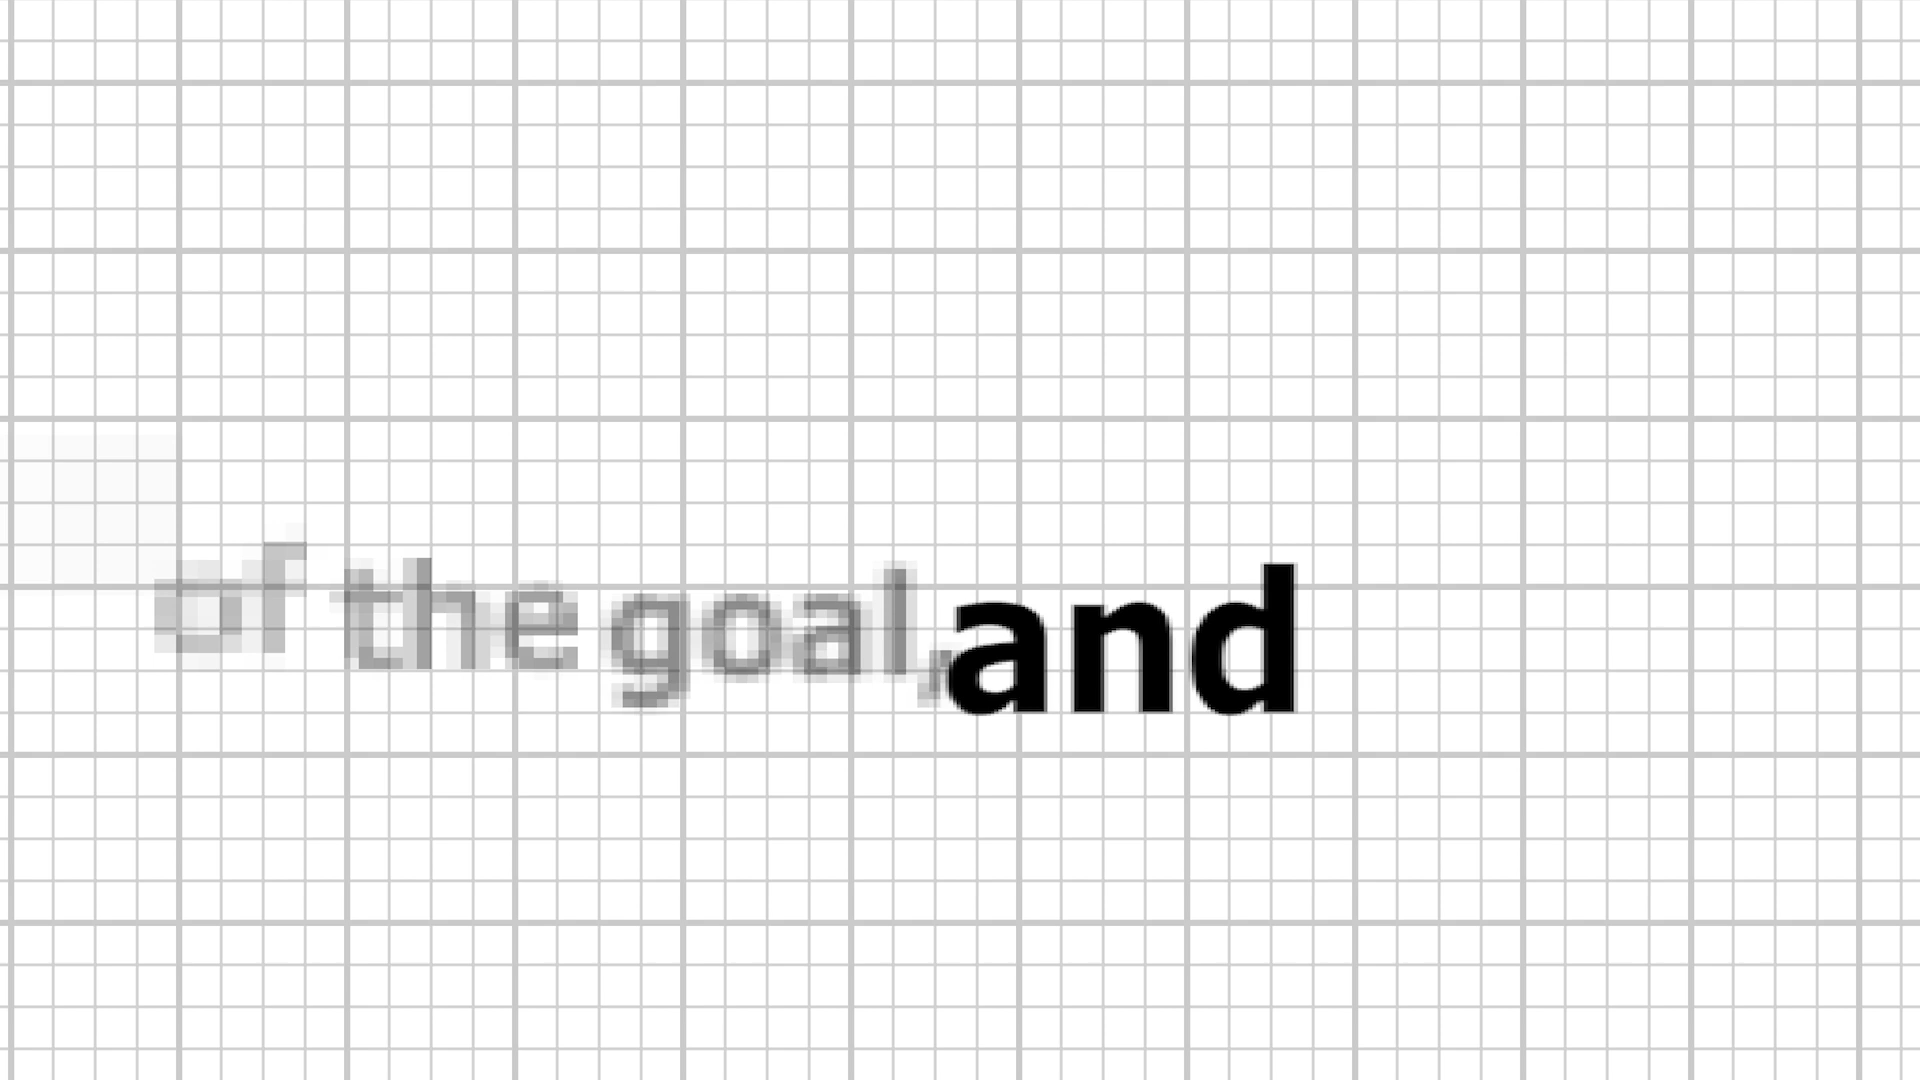 of the goal, and